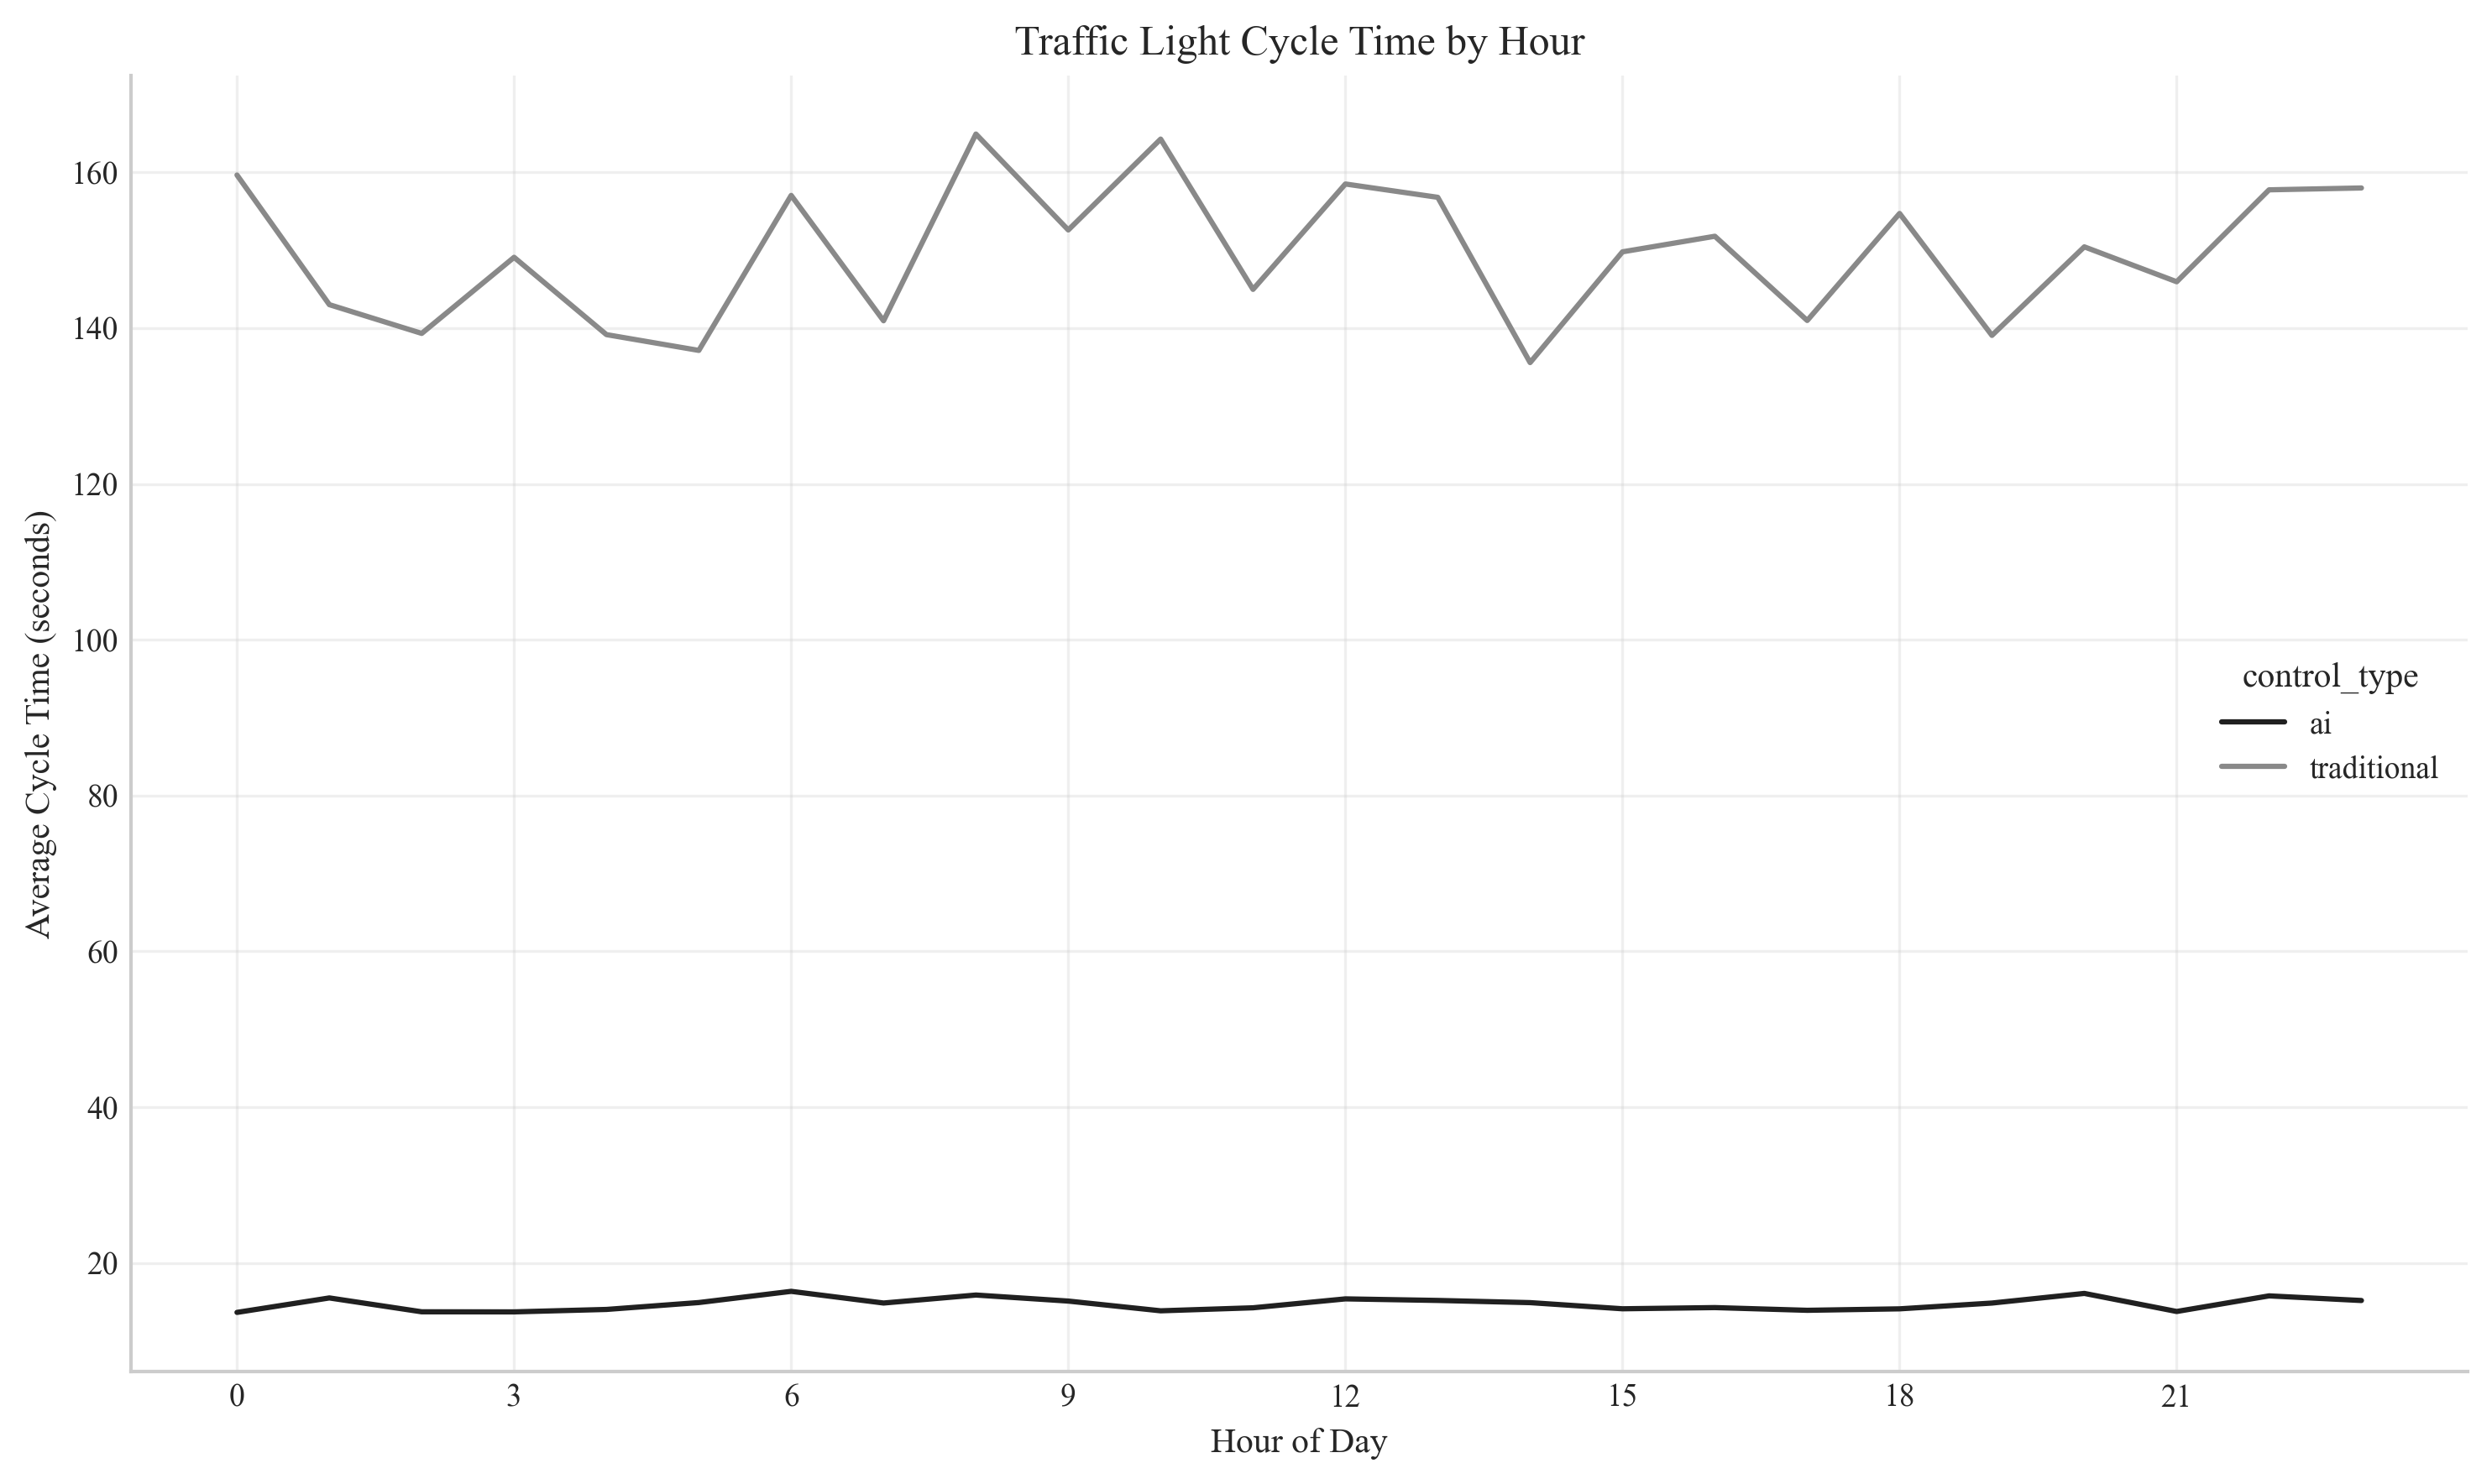 Traffic Light Cycle Time by Hour
Average Cycle Time (seconds)
160
140
120
100
80
60
40
20
control_type
ai
traditional
0 3 6 9 12 15 18 21
Hour of Day